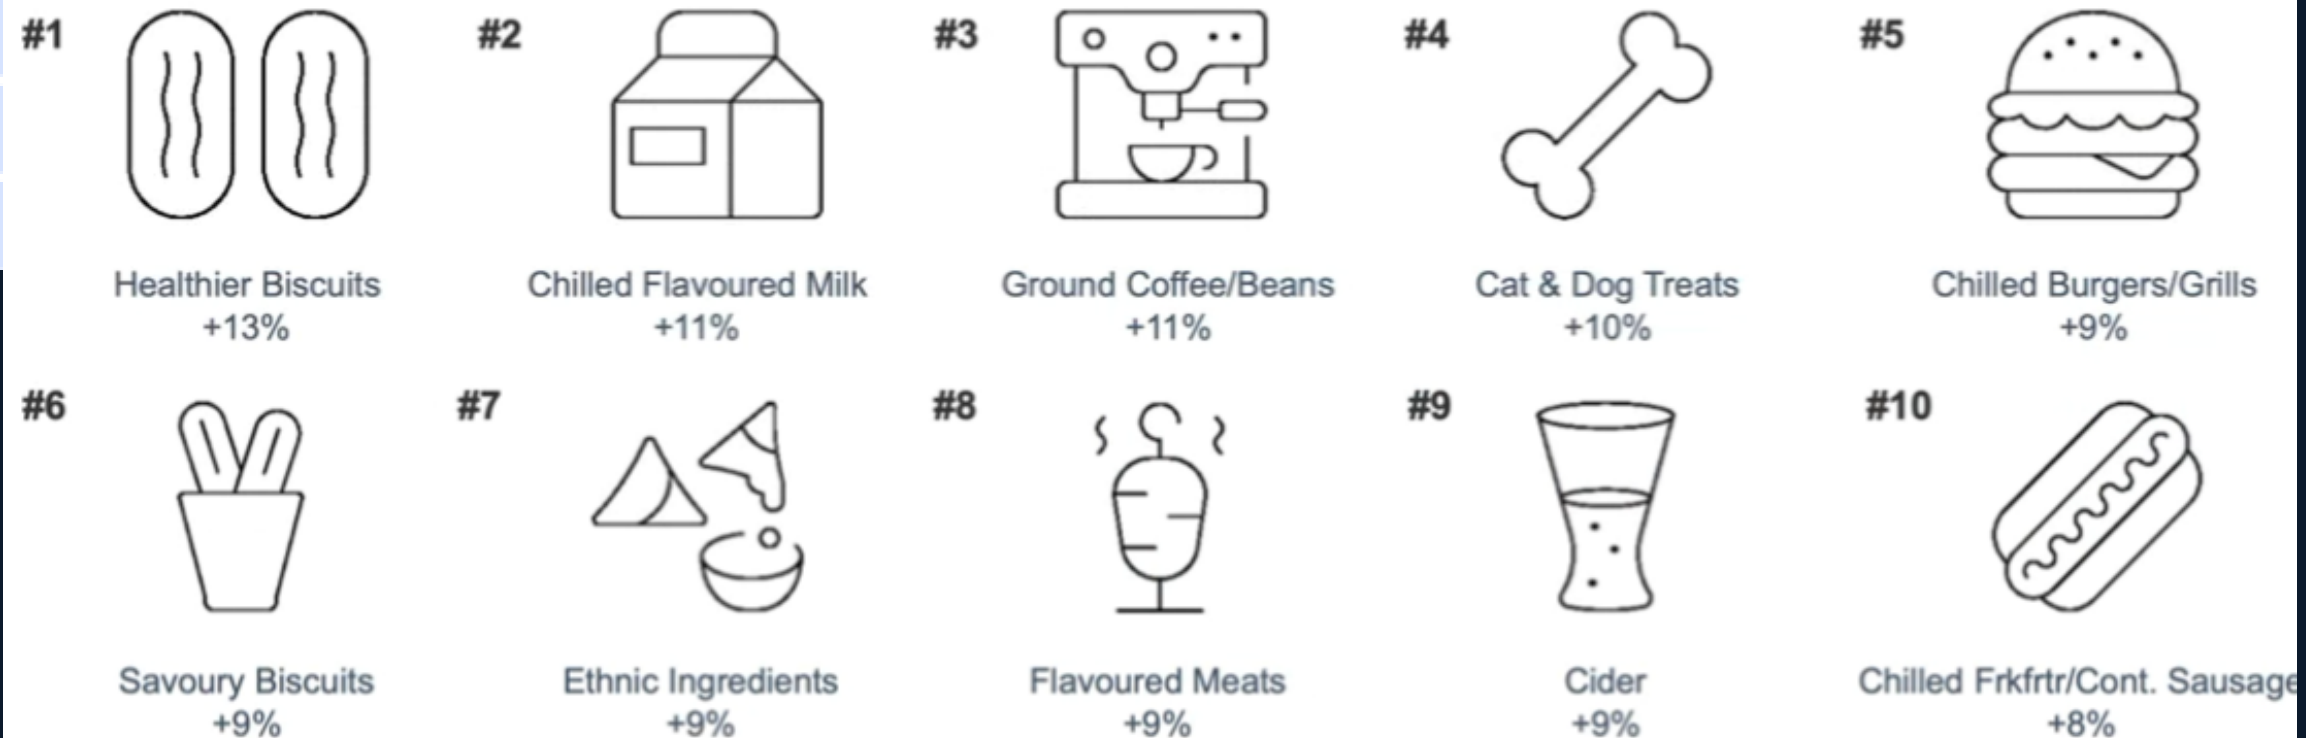 #1
Healthier Biscuits
+13%
#2
Chilled Flavoured Milk
+11%
#3
Ground Coffee/Beans
+11%
#4
Cat & Dog Treats
+10%
#5
Chilled Burgers/Grills
+9%
#6
Savoury Biscuits
+9%
#7
Ethnic Ingredients
+9%
#8
Flavoured Meats
+9%
#9
Cider
+9%
#10
Chilled Frkfrtr/Cont. Sausage
+8%